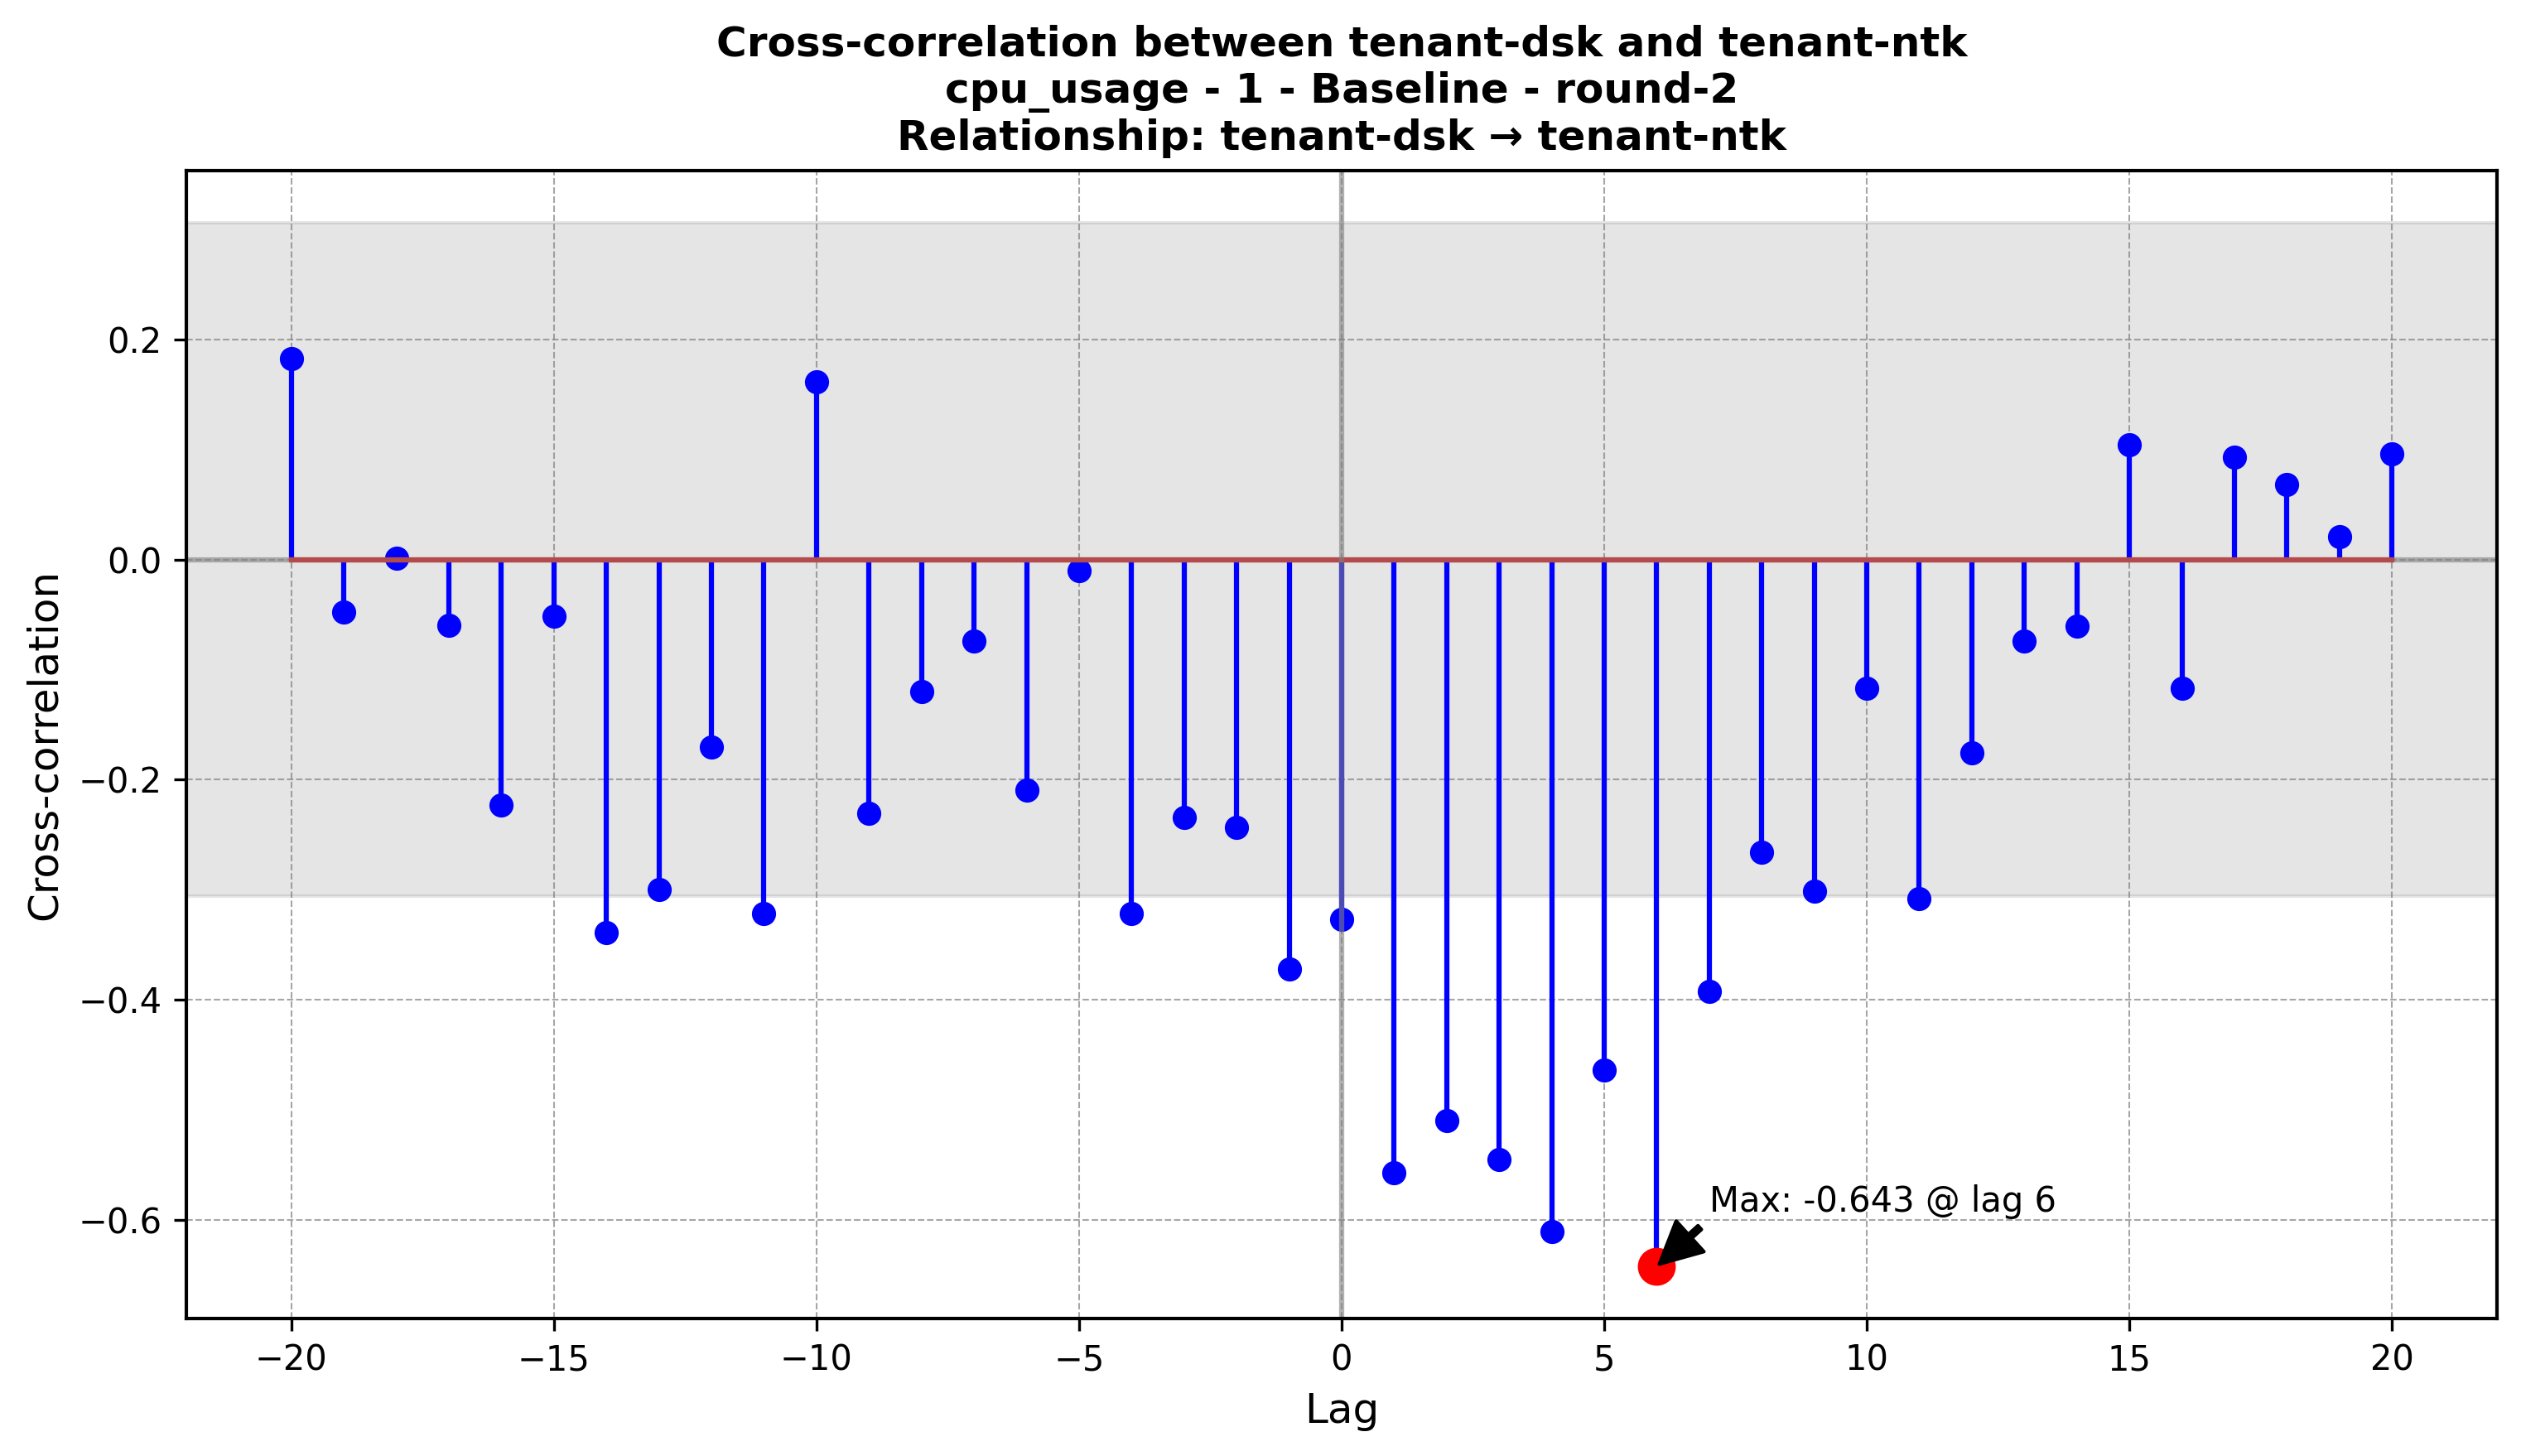 Cross-correlation between tenant-dsk and tenant-ntk
cpu_usage - 1 - Baseline - round-2
Relationship: tenant-dsk → tenant-ntk
Cross-correlation
0.2
0.0
−0.2
−0.4
−0.6
Max: -0.643 @ lag 6
−20
−15
−10
−5
0
5
10
15
20
Lag